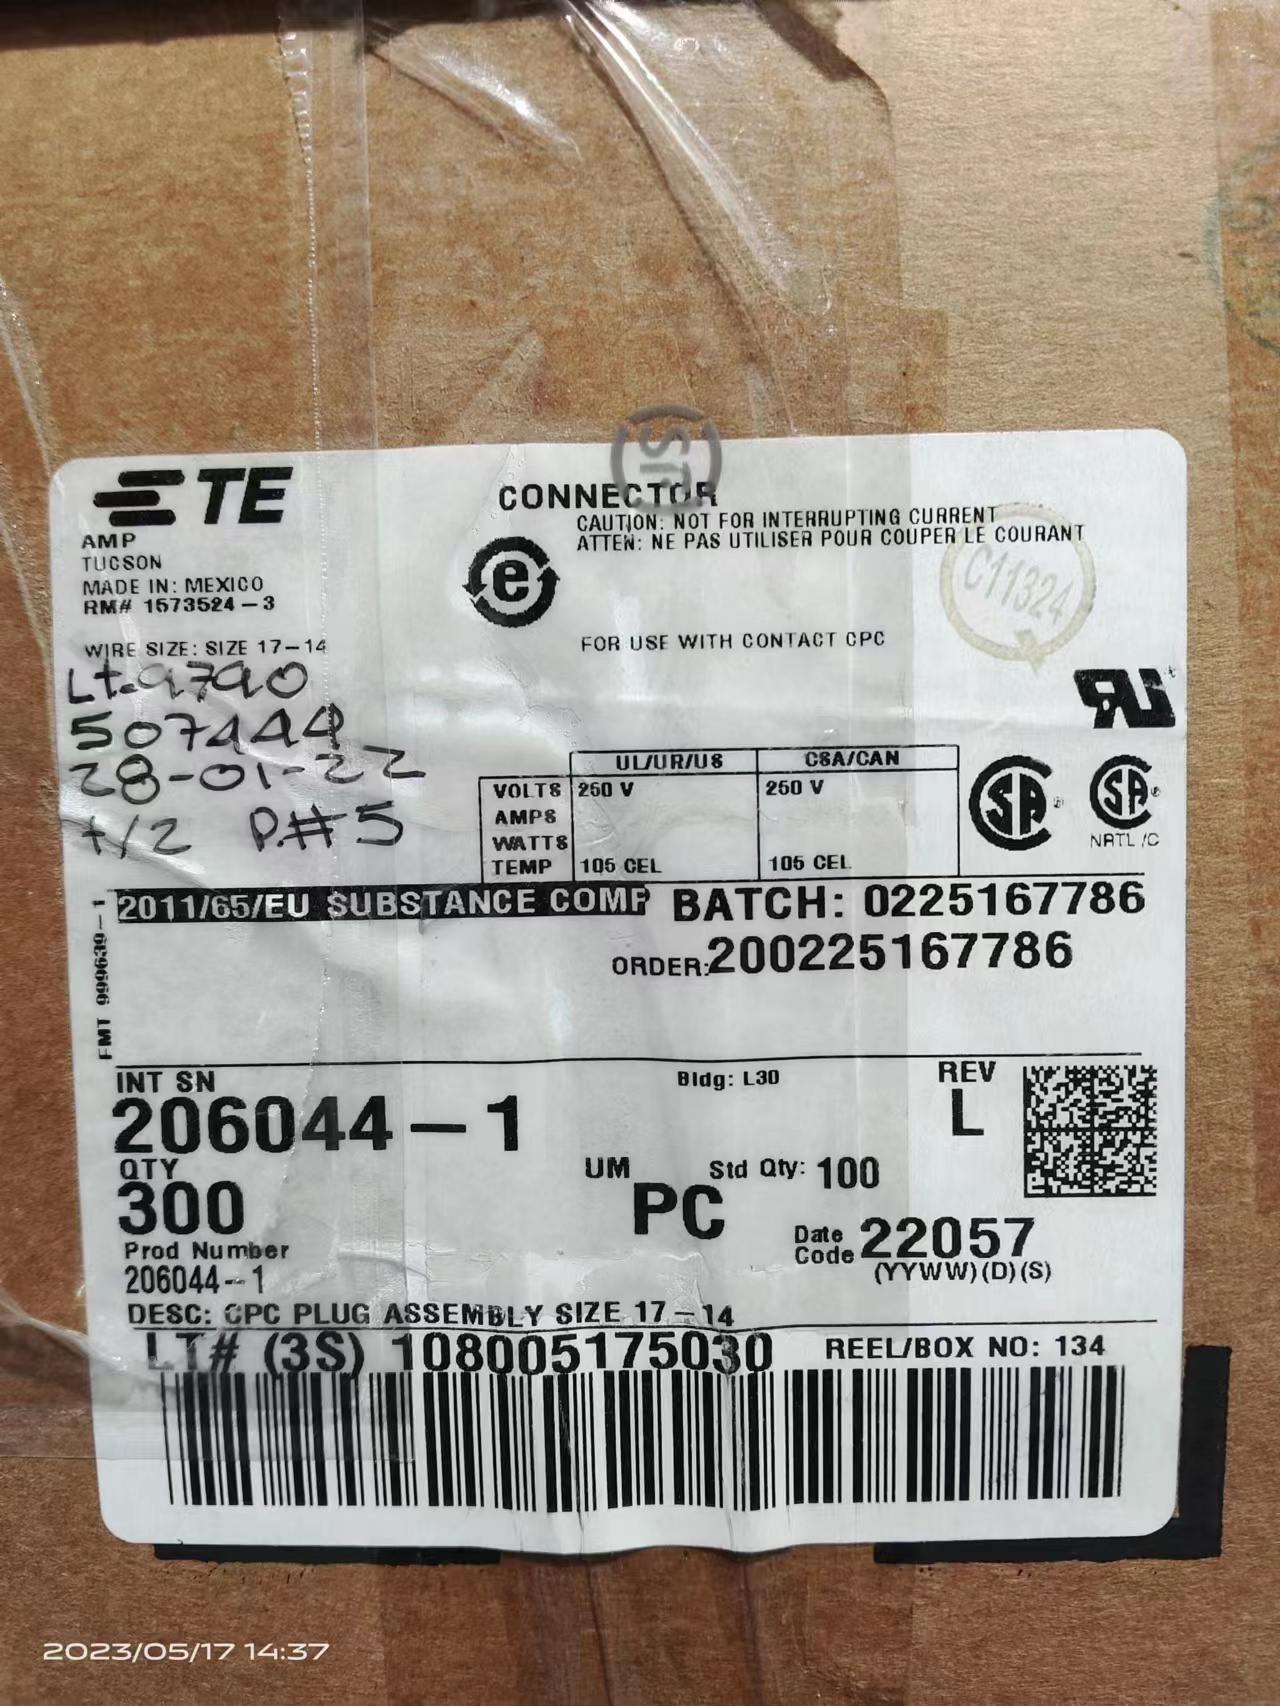 TE
CONNECTOR
CAUTION: NOT FOR INTERRUPTING CURRENT
ATTEN: NE PAS UTILISER POUR COUPER LE COURANT
AMP
TUCSON
MADE IN: MEXICO
RM# 1573524-3
e
C11324
FOR USE WITH CONTACT CPC
WIRE SIZE: SIZE 17-14
Lt.9790
28-01-22
P.#5
UL/UR/US CSA/CAN
VOLTS 250 V 250 V
AMPS
WATTS
TEMP 105 CEL 105 CEL
SA SA
NRTL/C
2011/65/EU SUBSTANCE COMP BATCH: 0225167786
ORDER:200225167786
FMT 999639-1
INT SN Bldg: L30 REV
206044-1 L
QTY UM Std Qty: 100
300 PC
Date Code 22057
(YYWW)(D)(S)
Prod Number
206044-1
DESC: CPC PLUG ASSEMBLY SIZE 17-14
LT# (3S) 108005175030 REEL/BOX NO: 134
2023/05/17 14:37